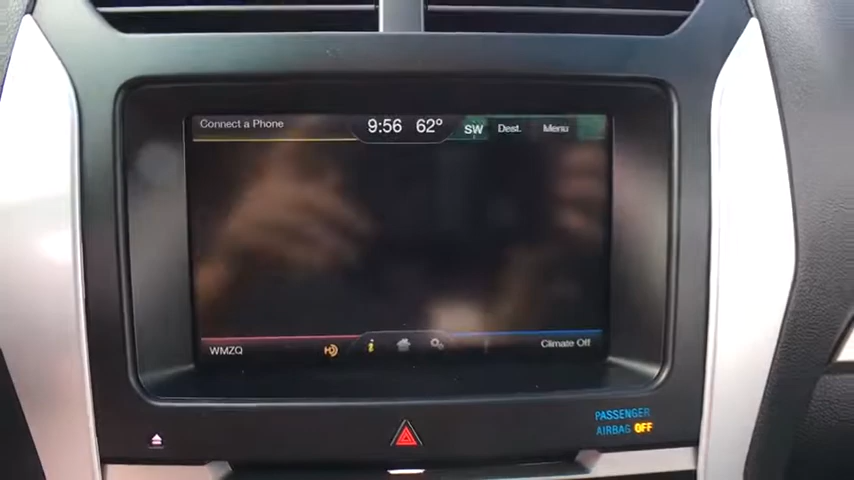 Connect a Phone 9:56 62° SW Dest. Menu
WMZQ i Climate Off
PASSENGER
AIRBAG OFF